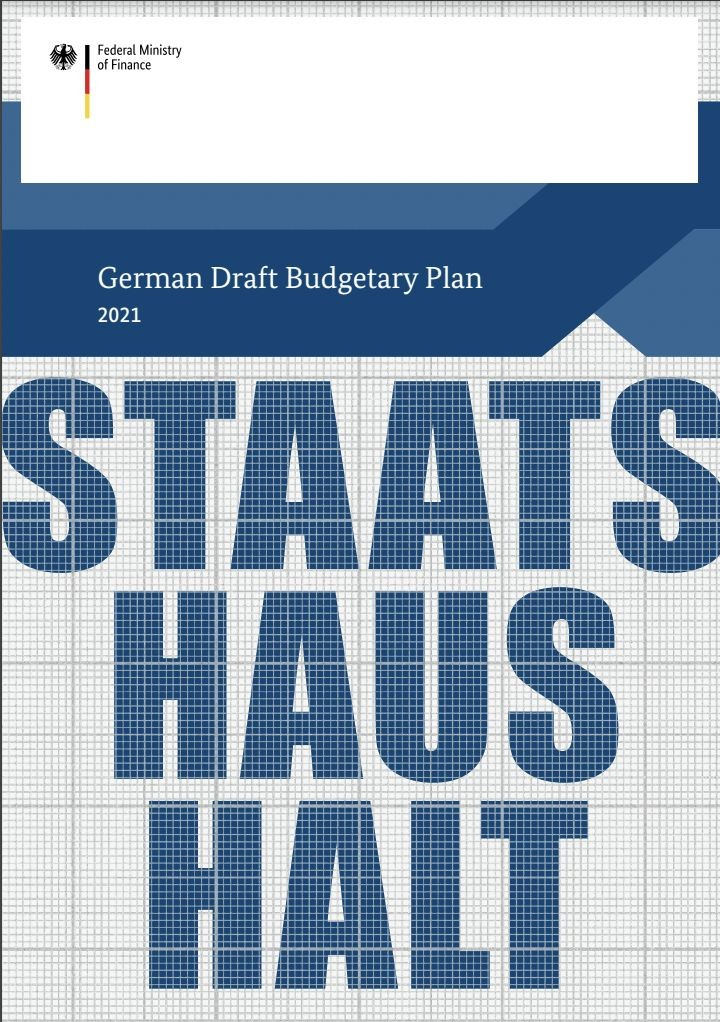 Federal Ministry
of Finance
German Draft Budgetary Plan
2021
STAATS
HAUS
HALT